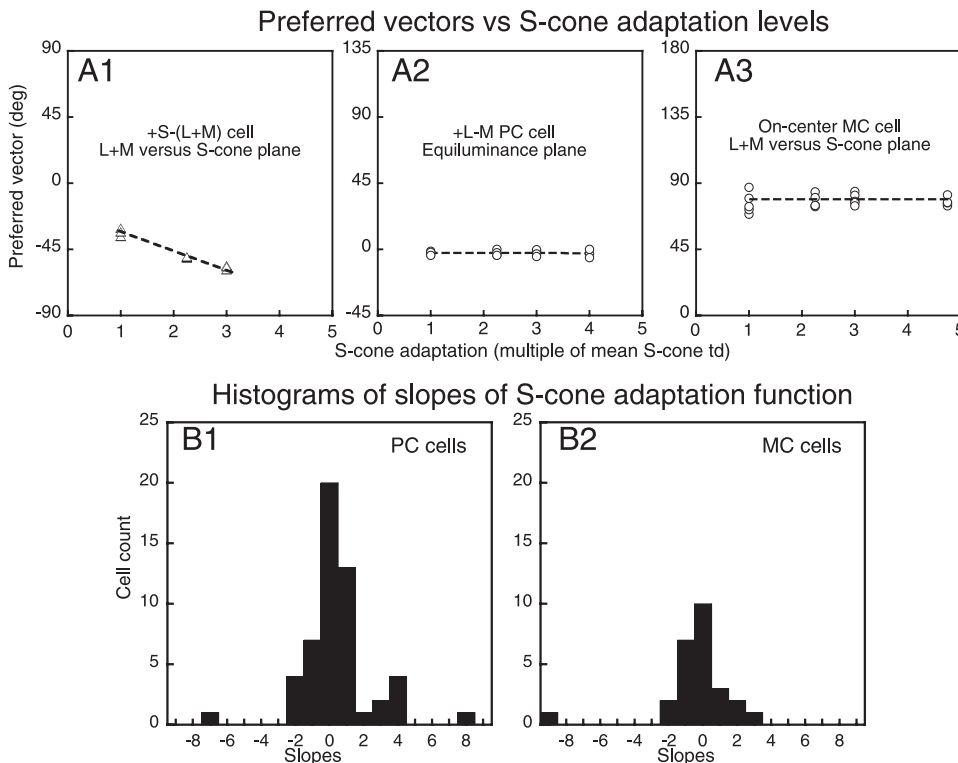 Preferred vectors vs S-cone adaptation levels
A1
+S-(L+M) cell
L+M versus S-cone plane
90
45
0
-45
-90
Preferred vector (deg)
0 1 2 3 4 5
A2
+L-M PC cell
Equiluminance plane
135
90
45
-0
-45
0 1 2 3 4 5
A3
On-center MC cell
L+M versus S-cone plane
180
135
90
45
0
0 1 2 3 4 5
S-cone adaptation (multiple of mean S-cone td)
Histograms of slopes of S-cone adaptation function
B1
PC cells
25
20
15
10
5
0
Cell count
-8 -6 -4 -2 0 2 4 6 8
Slopes
B2
MC cells
25
20
15
10
5
0
-8 -6 -4 -2 0 2 4 6 8
Slopes